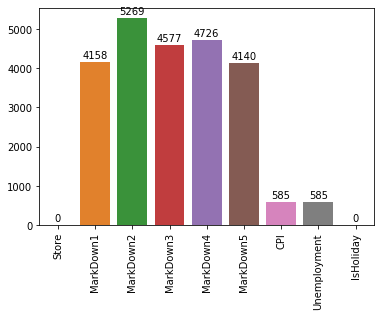 5269
4726
4577
4158
4140
585
585
0
0
5000
4000
3000
2000
1000
0
Store
MarkDown1
MarkDown2
MarkDown3
MarkDown4
MarkDown5
CPI
Unemployment
IsHoliday